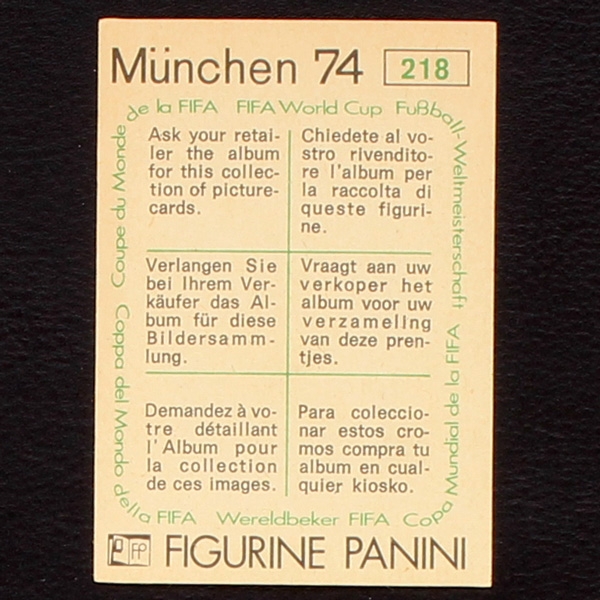 München 74 218
de la FIFA FIFA World Cup Fußball-Weltmeisterschaft
Ask your retai-
ler the album
for this collec-
tion of picture-
cards.
Chiedete al vo-
stro rivendito-
re l'album per
la raccolta di
queste figuri-
ne.
Verlangen Sie
bei Ihrem Ver-
käufer das Al-
bum für diese
Bildersamm-
lung.
Vraagt aan uw
verkoper het
album voor uw
verzameling
van deze pren-
tjes.
Demandez à vo-
tre détaillant
l'Album pour
la collection
de ces images.
Para coleccio-
nar estos cro-
mos compra tu
album en cual-
quier kiosko.
Copa Mundial de la FIFA
Wereldbeker FIFA
Coppa del Mondo della FIFA
Coupe du Monde
FP FIGURINE PANINI